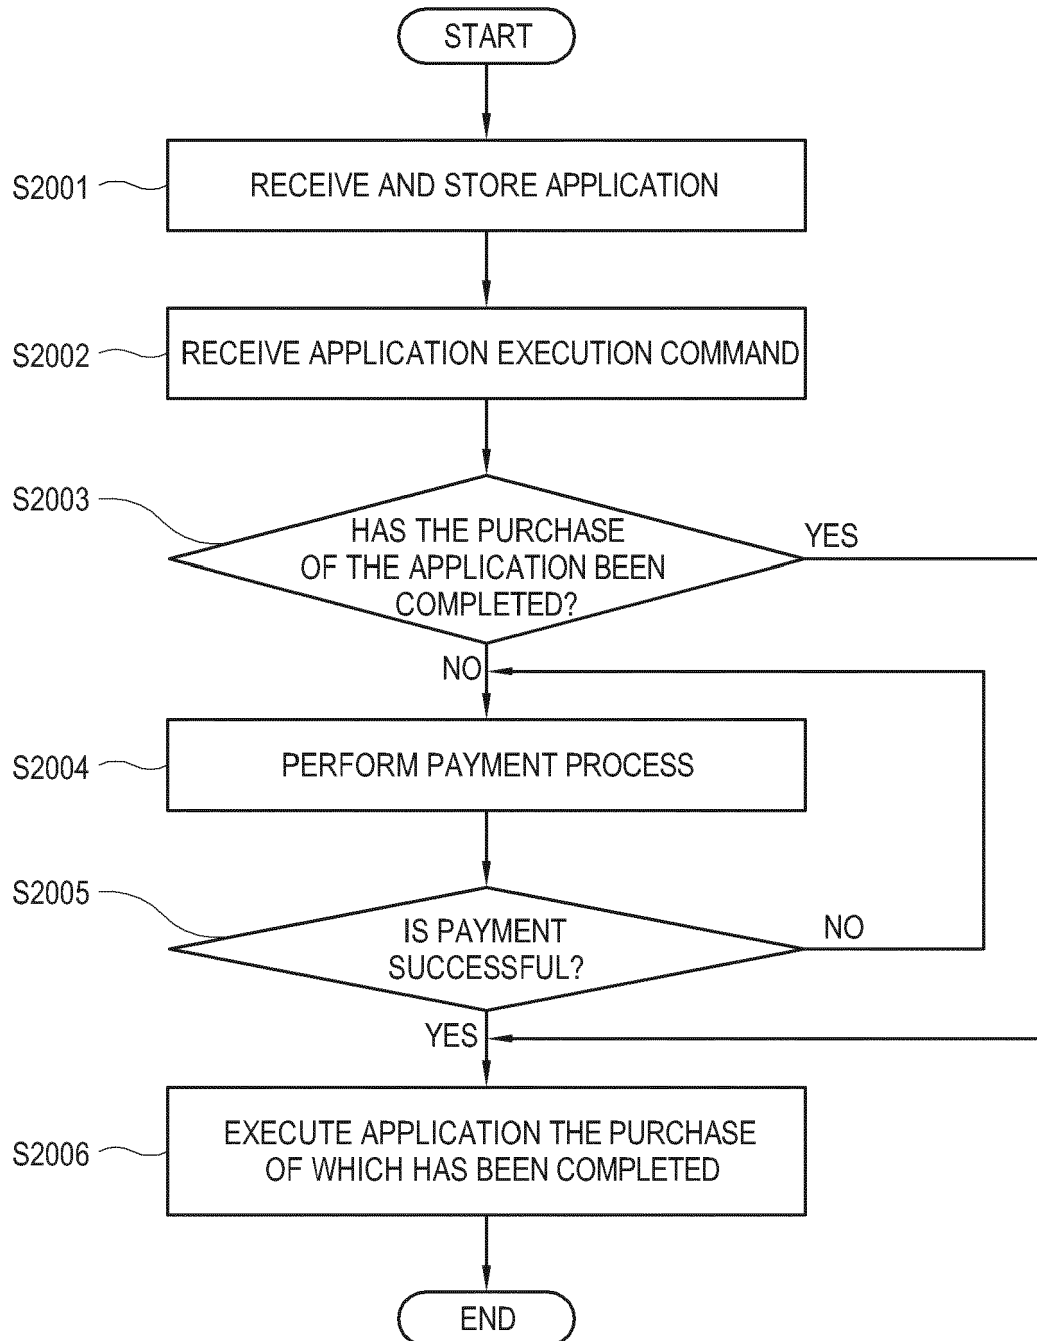 START
S2001
RECEIVE AND STORE APPLICATION
S2002
RECEIVE APPLICATION EXECUTION COMMAND
S2003
HAS THE PURCHASE
OF THE APPLICATION BEEN
COMPLETED?
YES
NO
S2004
PERFORM PAYMENT PROCESS
S2005
IS PAYMENT
SUCCESSFUL?
NO
YES
S2006
EXECUTE APPLICATION THE PURCHASE
OF WHICH HAS BEEN COMPLETED
END